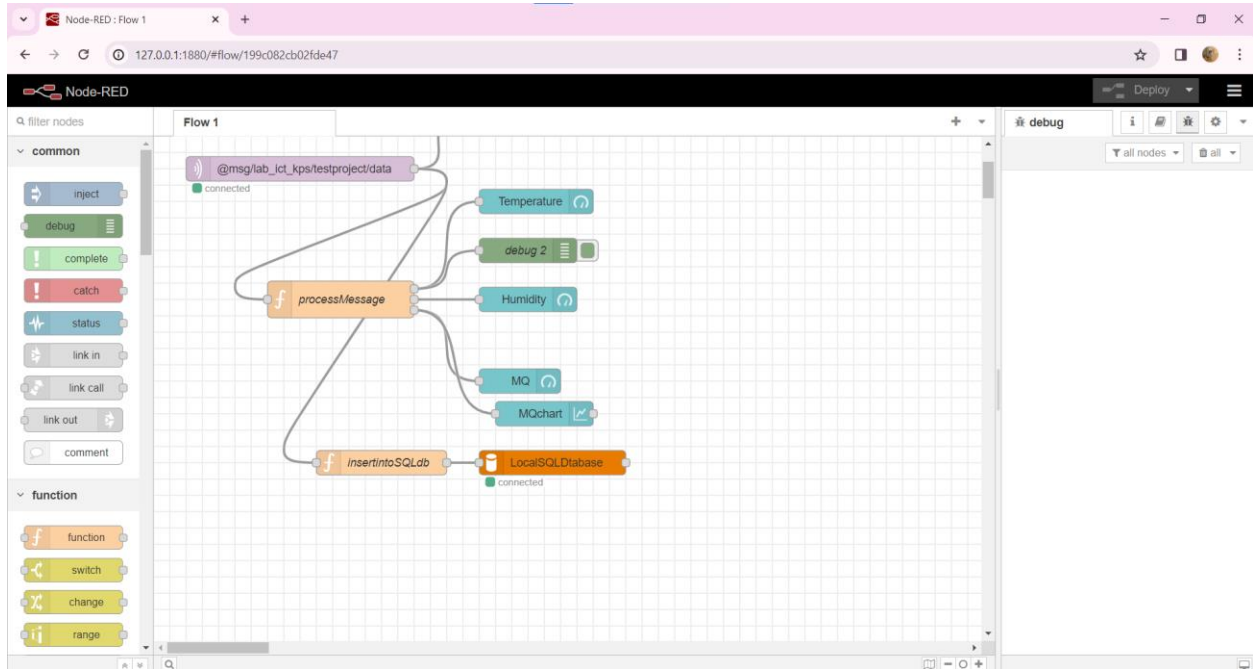 Node-RED : Flow 1
127.0.0.1:1880/#flow/199c082cb02fde47
Node-RED
Deploy
filter nodes
common
inject
debug
complete
catch
status
link in
link call
link out
comment
function
function
switch
change
range
Flow 1
@msg/lab_ict_kps/testproject/data
connected
Temperature
debug 2
processMessage
Humidity
MQ
MQchart
insertintoSQLdb
LocalSQLDtabase
connected
debug
all nodes
all